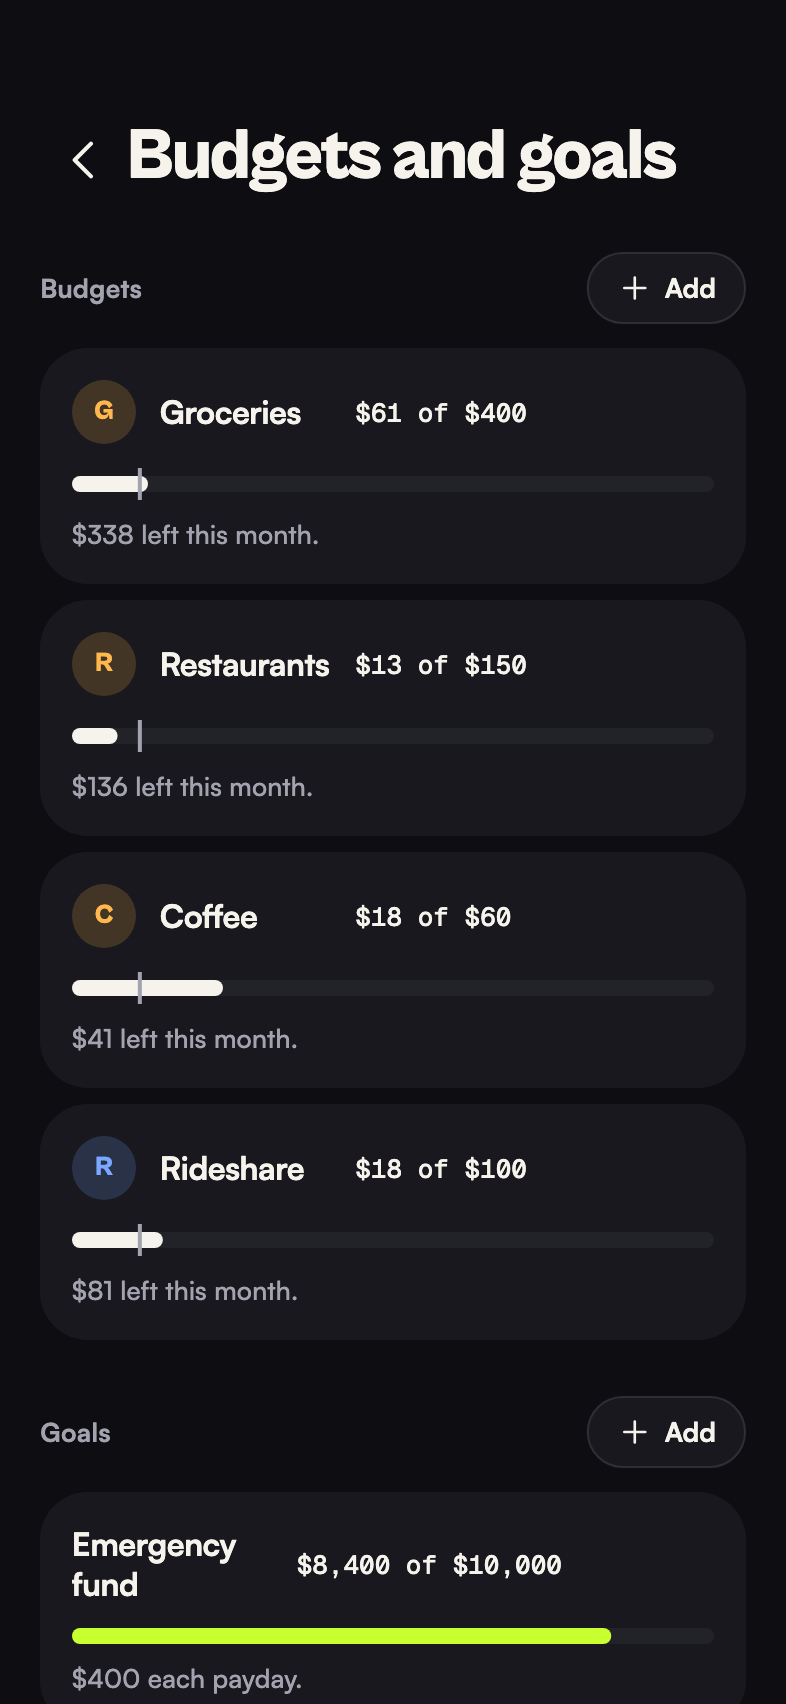 Budgets and goals
Budgets
Add
G
Groceries
$61 of $400
$338 left this month.
R
Restaurants
$13 of $150
$136 left this month.
C
Coffee
$18 of $60
$41 left this month.
R
Rideshare
$18 of $100
$81 left this month.
Goals
Add
Emergency
fund
$8,400 of $10,000
$400 each payday.